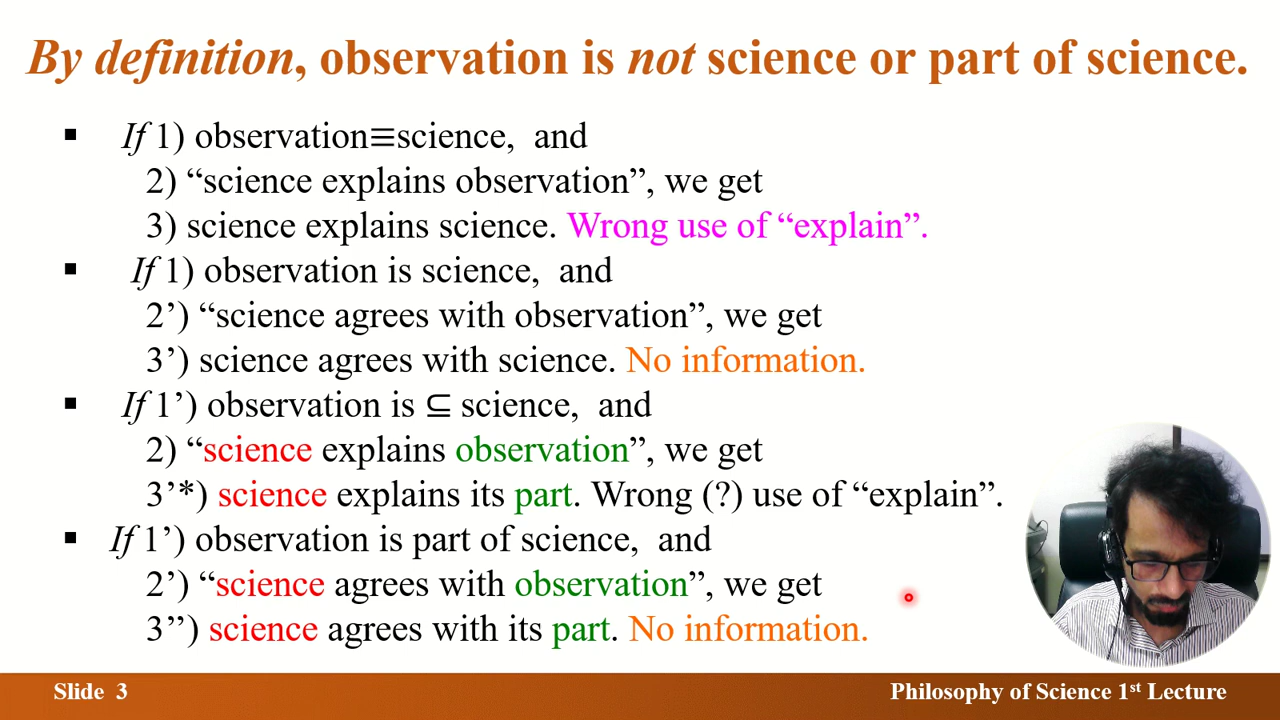 By definition, observation is not science or part of science.
▪ If 1) observation≡science, and
2) “science explains observation”, we get
3) science explains science. Wrong use of “explain”.
▪ If 1) observation is science, and
2’) “science agrees with observation”, we get
3’) science agrees with science. No information.
▪ If 1’) observation is ⊆ science, and
2) “science explains observation”, we get
3’*) science explains its part. Wrong (?) use of “explain”.
▪ If 1’) observation is part of science, and
2’) “science agrees with observation”, we get
3’’) science agrees with its part. No information.
Slide 3
Philosophy of Science 1st Lecture